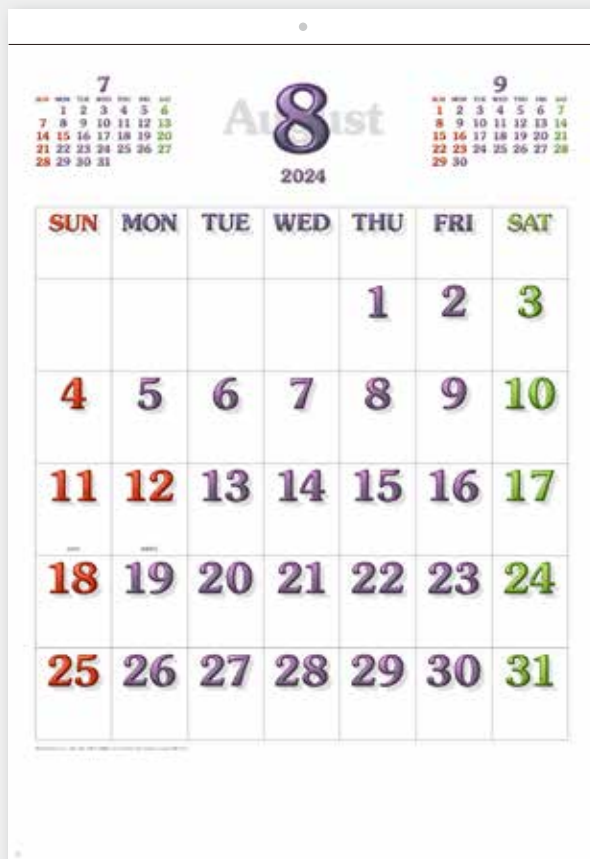 7
SUN MON TUE WED THU FRI SAT
1 2 3 4 5 6
7 8 9 10 11 12 13
14 15 16 17 18 19 20
21 22 23 24 25 26 27
28 29 30 31
August
8
2024
9
SUN MON TUE WED THU FRI SAT
1 2 3 4 5 6 7
8 9 10 11 12 13 14
15 16 17 18 19 20 21
22 23 24 25 26 27 28
29 30
SUN MON TUE WED THU FRI SAT
1 2 3
4 5 6 7 8 9 10
11 12 13 14 15 16 17
18 19 20 21 22 23 24
25 26 27 28 29 30 31